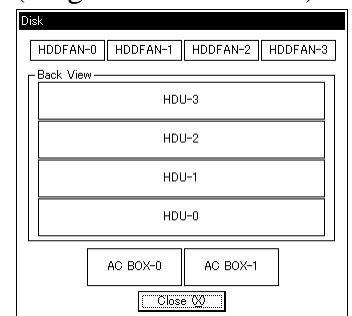 Disk
HDDFAN-0 HDDFAN-1 HDDFAN-2 HDDFAN-3
Back View
HDU-3
HDU-2
HDU-1
HDU-0
AC BOX-0 AC BOX-1
Close (X)